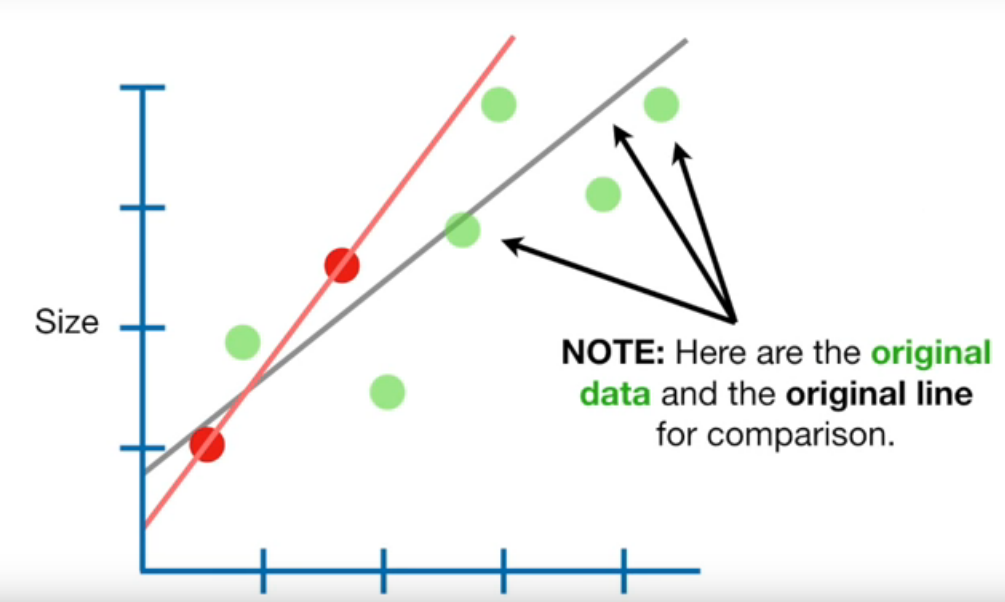 Size
NOTE: Here are the original
data and the original line
for comparison.